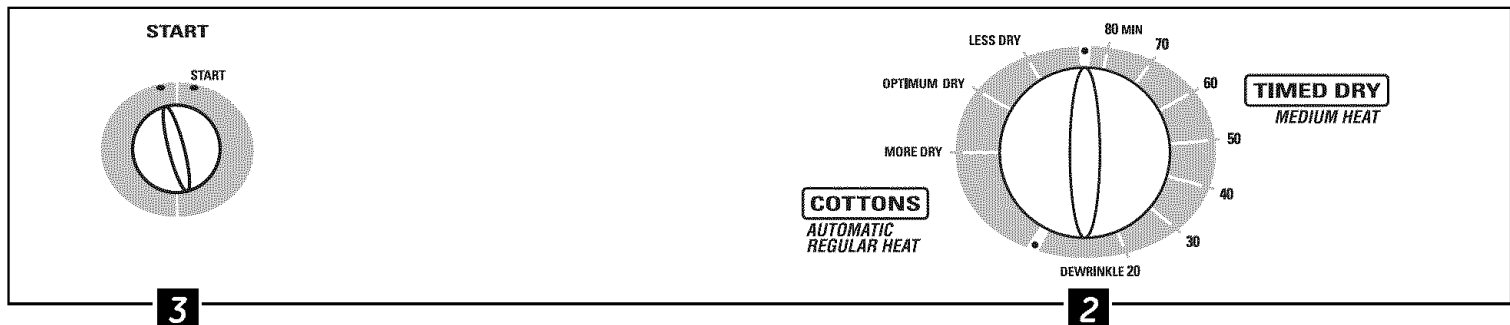 START
START
LESS DRY
OPTIMUM DRY
MORE DRY
COTTONS
AUTOMATIC
REGULAR HEAT
80 MIN
70
60
50
40
30
DEWRINKLE 20
TIMED DRY
MEDIUM HEAT
3
2